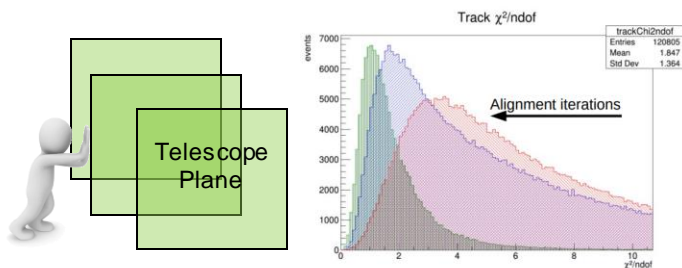 Telescope
Plane
Track χ²/ndof
trackChi2ndof
Entries 120805
Mean 1.847
Std Dev 1.364
events
7000
6000
5000
4000
3000
2000
1000
0
Alignment iterations
0 2 4 6 8 10
χ²/ndof